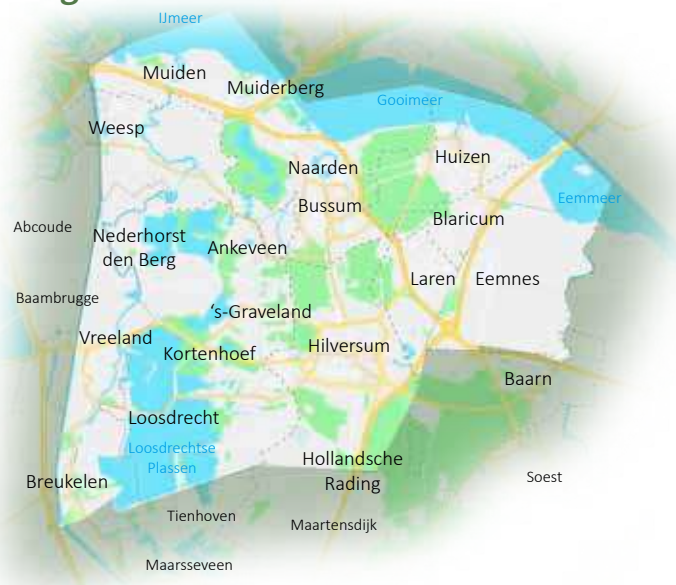 IJmeer
Muiden
Muiderberg
Gooimeer
Weesp
Huizen
Naarden
Eemmeer
Bussum
Blaricum
Abcoude
Nederhorst
den Berg
Ankeveen
Laren
Eemnes
Baambrugge
‘s-Graveland
Vreeland
Kortenhoef
Hilversum
Baarn
Loosdrecht
Loosdrechtse
Plassen
Hollandsche
Rading
Breukelen
Soest
Tienhoven
Maartensdijk
Maarsseveen